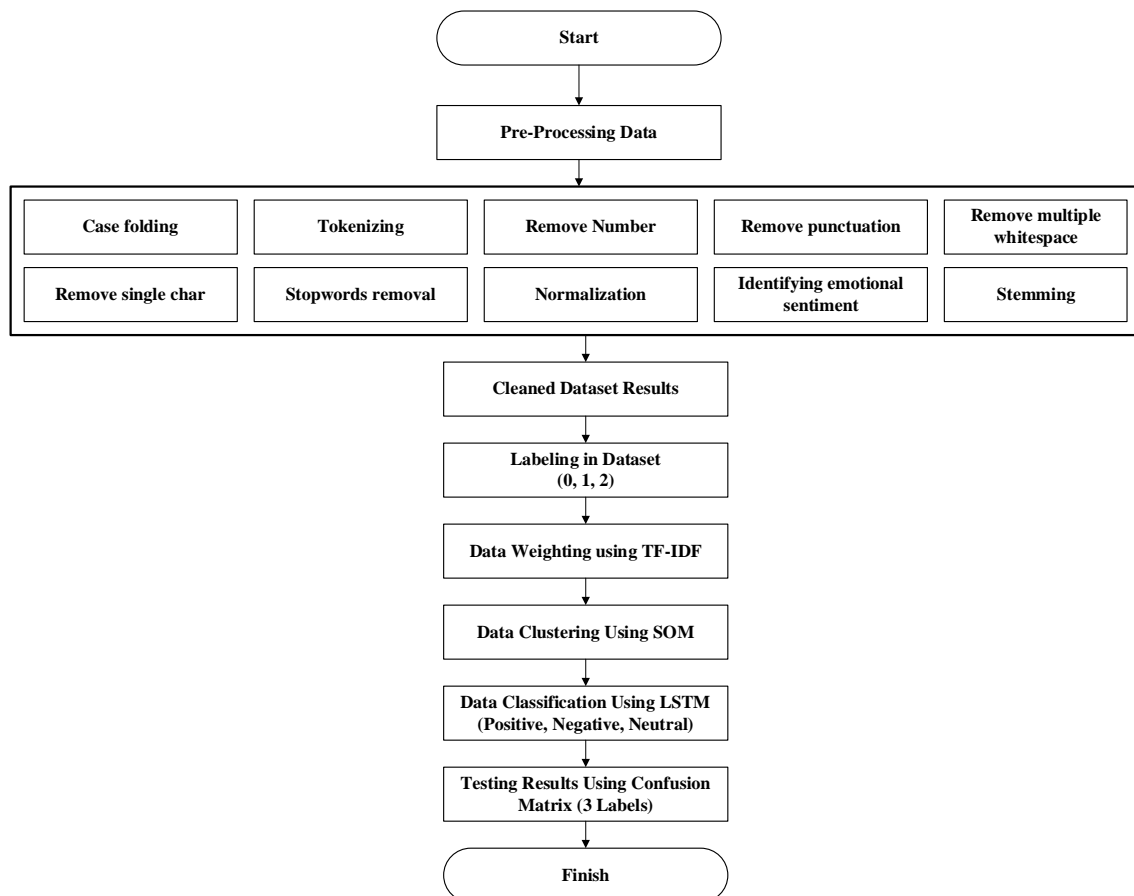 Start
Pre-Processing Data
Case folding
Tokenizing
Remove Number
Remove punctuation
Remove multiple
whitespace
Remove single char
Stopwords removal
Normalization
Identifying emotional
sentiment
Stemming
Cleaned Dataset Results
Labeling in Dataset
(0, 1, 2)
Data Weighting using TF-IDF
Data Clustering Using SOM
Data Classification Using LSTM
(Positive, Negative, Neutral)
Testing Results Using Confusion
Matrix (3 Labels)
Finish